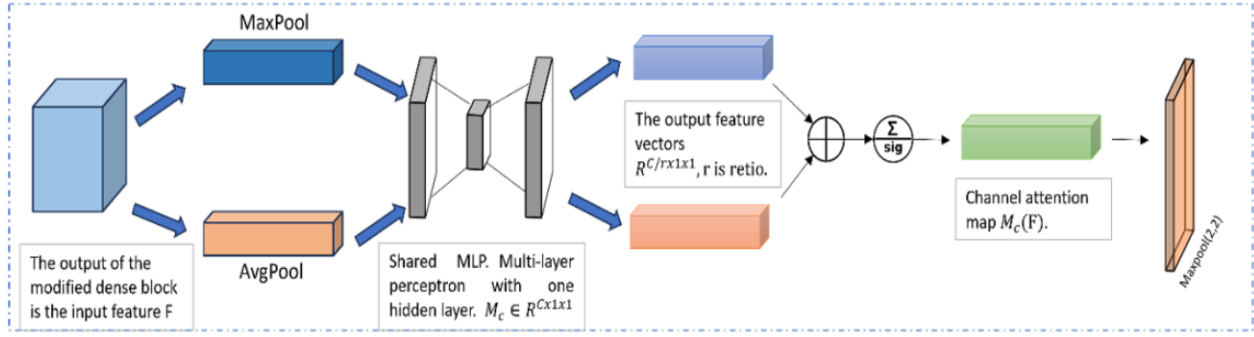 MaxPool
The output of the
modified dense block
is the input feature F
AvgPool
Shared MLP. Multi-layer
perceptron with one
hidden layer. M_c ∈ R^{Cx1x1}
The output feature
vectors
R^{C/rx1x1}, r is retio.
Σ
sig
Channel attention
map M_c(F).
Maxpool(2,2)